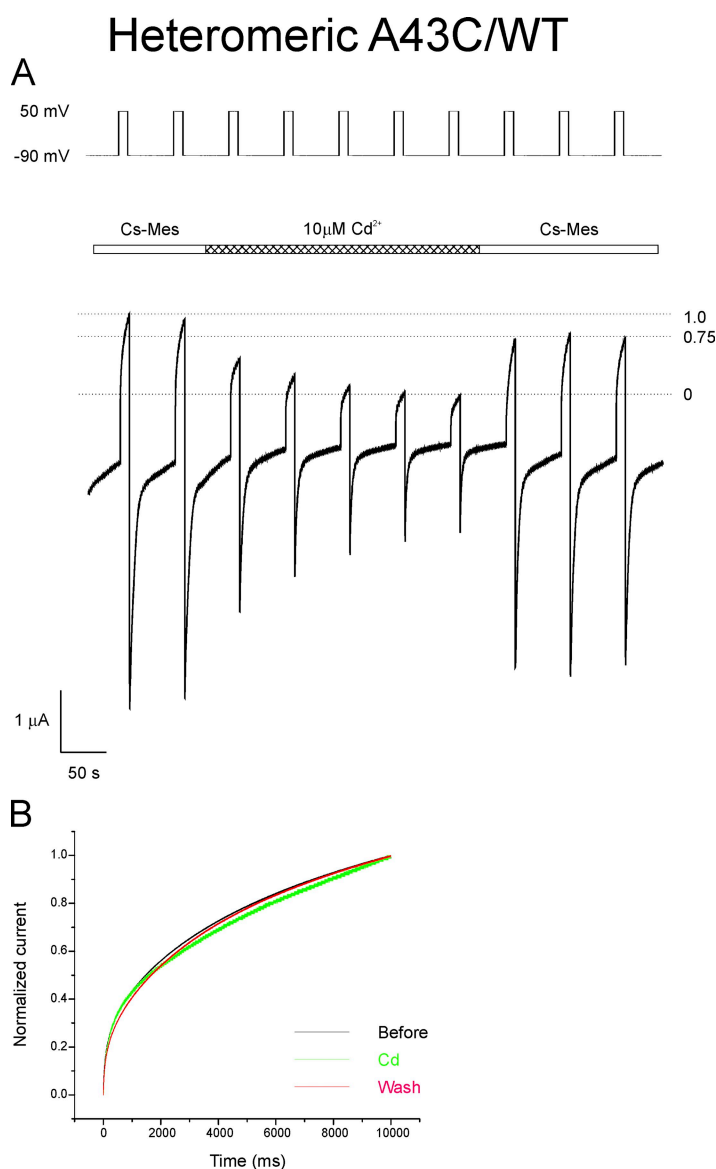 Heteromeric A43C/WT
A
50 mV
-90 mV
Cs-Mes 10μM Cd²⁺ Cs-Mes
1.0
0.75
0
1 μA
50 s
B
Normalized current
1.0
0.8
0.6
0.4
0.2
0.0
Before
Cd
Wash
0 2000 4000 6000 8000 10000
Time (ms)